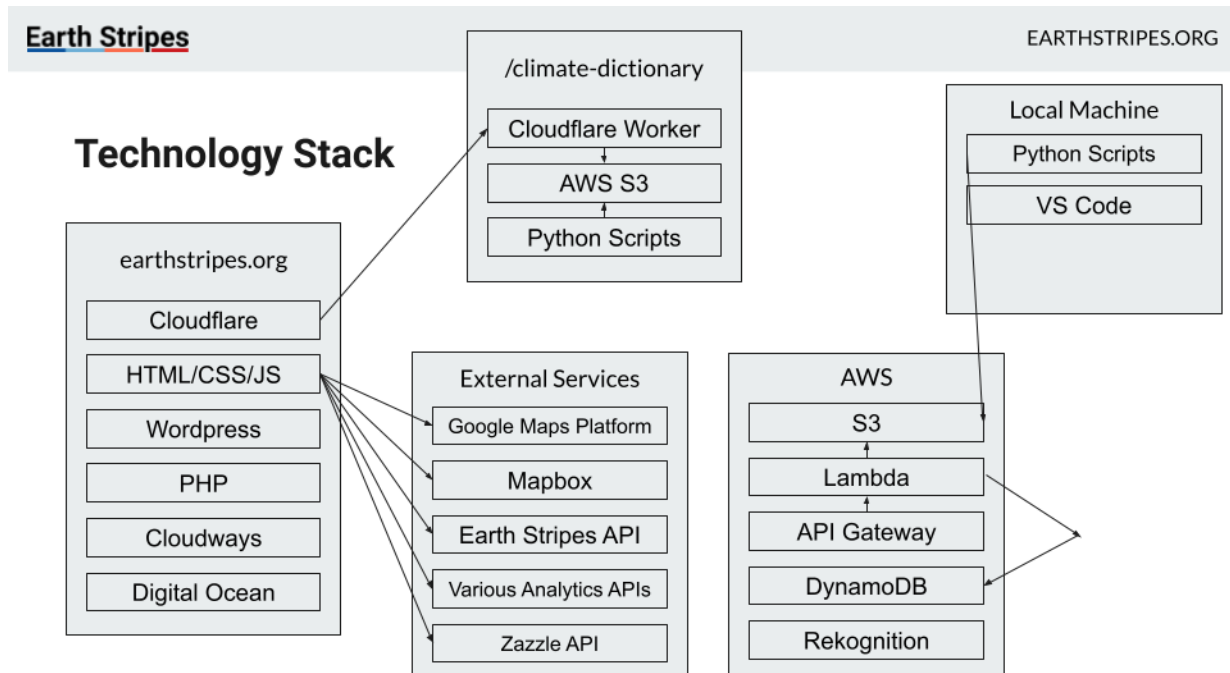 Earth Stripes
EARTHSTRIPES.ORG
Technology Stack
/climate-dictionary
Cloudflare Worker
AWS S3
Python Scripts
Local Machine
Python Scripts
VS Code
earthstripes.org
Cloudflare
HTML/CSS/JS
Wordpress
PHP
Cloudways
Digital Ocean
External Services
Google Maps Platform
Mapbox
Earth Stripes API
Various Analytics APIs
Zazzle API
AWS
S3
Lambda
API Gateway
DynamoDB
Rekognition